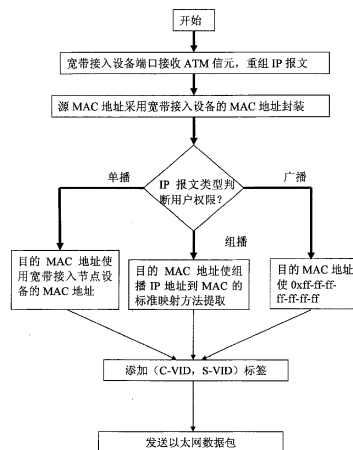 开始
宽带接入设备端口接收 ATM 信元，重组 IP 报文
源 MAC 地址采用宽带接入设备的 MAC 地址封装
IP 报文类型判
断用户权限？
单播
广播
组播
目的 MAC 地址使
用宽带接入节点设
备的 MAC 地址
目的 MAC 地址使组
播 IP 地址到 MAC 的
标准映射方法提取
目的 MAC 地址
使 0xff-ff-ff-
ff-ff-ff-ff
添加（C-VID，S-VID）标签
发送以太网数据包